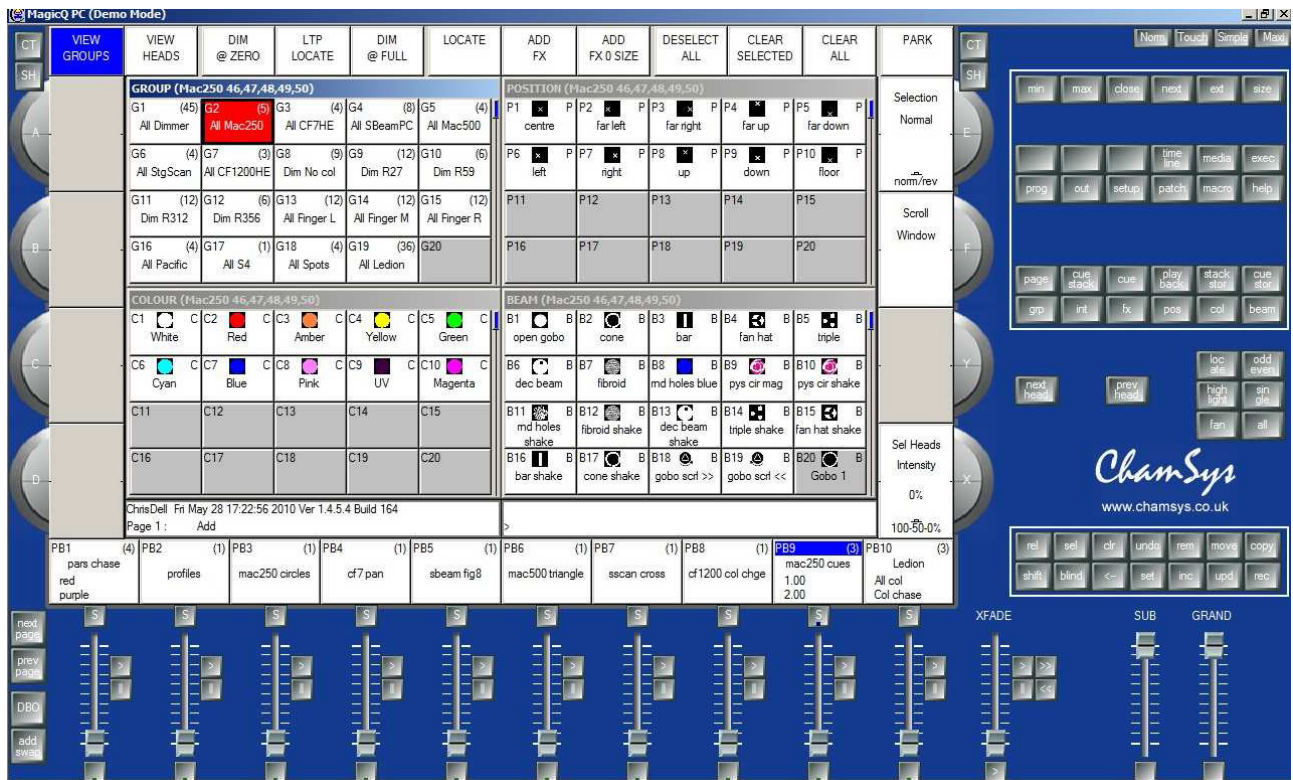 MagicQ PC (Demo Mode)
CT
SH
VIEW GROUPS
VIEW HEADS
DIM @ ZERO
LTP LOCATE
DIM @ FULL
LOCATE
ADD FX
ADD FX 0 SIZE
DESELECT ALL
CLEAR SELECTED
CLEAR ALL
PARK
CT
SH
Norm Touch Simple Maxi
GROUP (Mac250 46,47,48,49,50)
G1 (45) G2 (5) G3 (4) G4 (8) G5 (4)
All Dimmer All Mac250 All CF7HE All SBeamPC All Mac500
G6 (4) G7 (3) G8 (9) G9 (12) G10 (6)
All StgScan All CF1200HE Dim No col Dim R27 Dim R59
G11 (12) G12 (6) G13 (12) G14 (12) G15 (12)
Dim R312 Dim R356 All Finger L All Finger M All Finger R
G16 (4) G17 (1) G18 (4) G19 (36) G20
All Pacific All S4 All Spots All Ledion
POSITION (Mac250 46,47,48,49,50)
P1 P P2 P P3 P P4 P P5 P
centre far left far right far up far down
P6 P P7 P P8 P P9 P P10 P
left right up down floor
P11 P12 P13 P14 P15
P16 P17 P18 P19 P20
COLOUR (Mac250 46,47,48,49,50)
C1 C C2 C C3 C C4 C C5 C
White Red Amber Yellow Green
C6 C C7 C C8 C C9 C C10 C
Cyan Blue Pink UV Magenta
C11 C12 C13 C14 C15
C16 C17 C18 C19 C20
BEAM (Mac250 46,47,48,49,50)
B1 B B2 B B3 B B4 B B5 B
open gobo cone bar fan hat triple
B6 B B7 B B8 B B9 B B10 B
dec beam fibroid md holes blue pys cir mag pys cir shake
B11 B B12 B B13 B B14 B B15 B
md holes shake fibroid shake dec beam shake triple shake fan hat shake
B16 B B17 B B18 B B19 B B20 B
bar shake cone shake gobo scrl >> gobo scrl << Gobo 1
Selection
Normal
norm/rev
Scroll
Window
Sel Heads
Intensity
0%
100-50-0%
A
B
C
D
E
F
Y
X
ChrisDell Fri May 28 17:22:56 2010 Ver 1.4.5.4 Build 164
Page 1 : Add
>
PB1 (4) PB2 (1) PB3 (1) PB4 (1) PB5 (1) PB6 (1) PB7 (1) PB8 (1) PB9 (3) PB10 (3)
pars chase
red
purple
profiles
mac250 circles
cf7 pan
sbeam fig8
mac500 triangle
sscan cross
cf1200 col chge
mac250 cues
1.00
2.00
Ledion
All col
Col chase
min max close next ext size
time line media exec
prog out setup patch macro help
page cue stack cue play back stack stor cue stor
grp int fx pos col beam
loc ate odd even
next head prev head high light sin gle
fan all
ChamSys
www.chamsys.co.uk
rel sel clr undo rem move copy
shift blind <- set inc upd rec
next page
prev page
DBO
add swap
S S S S S S S S S S
XFADE
SUB
GRAND
> > > > > > > > > > > >>
<<
>